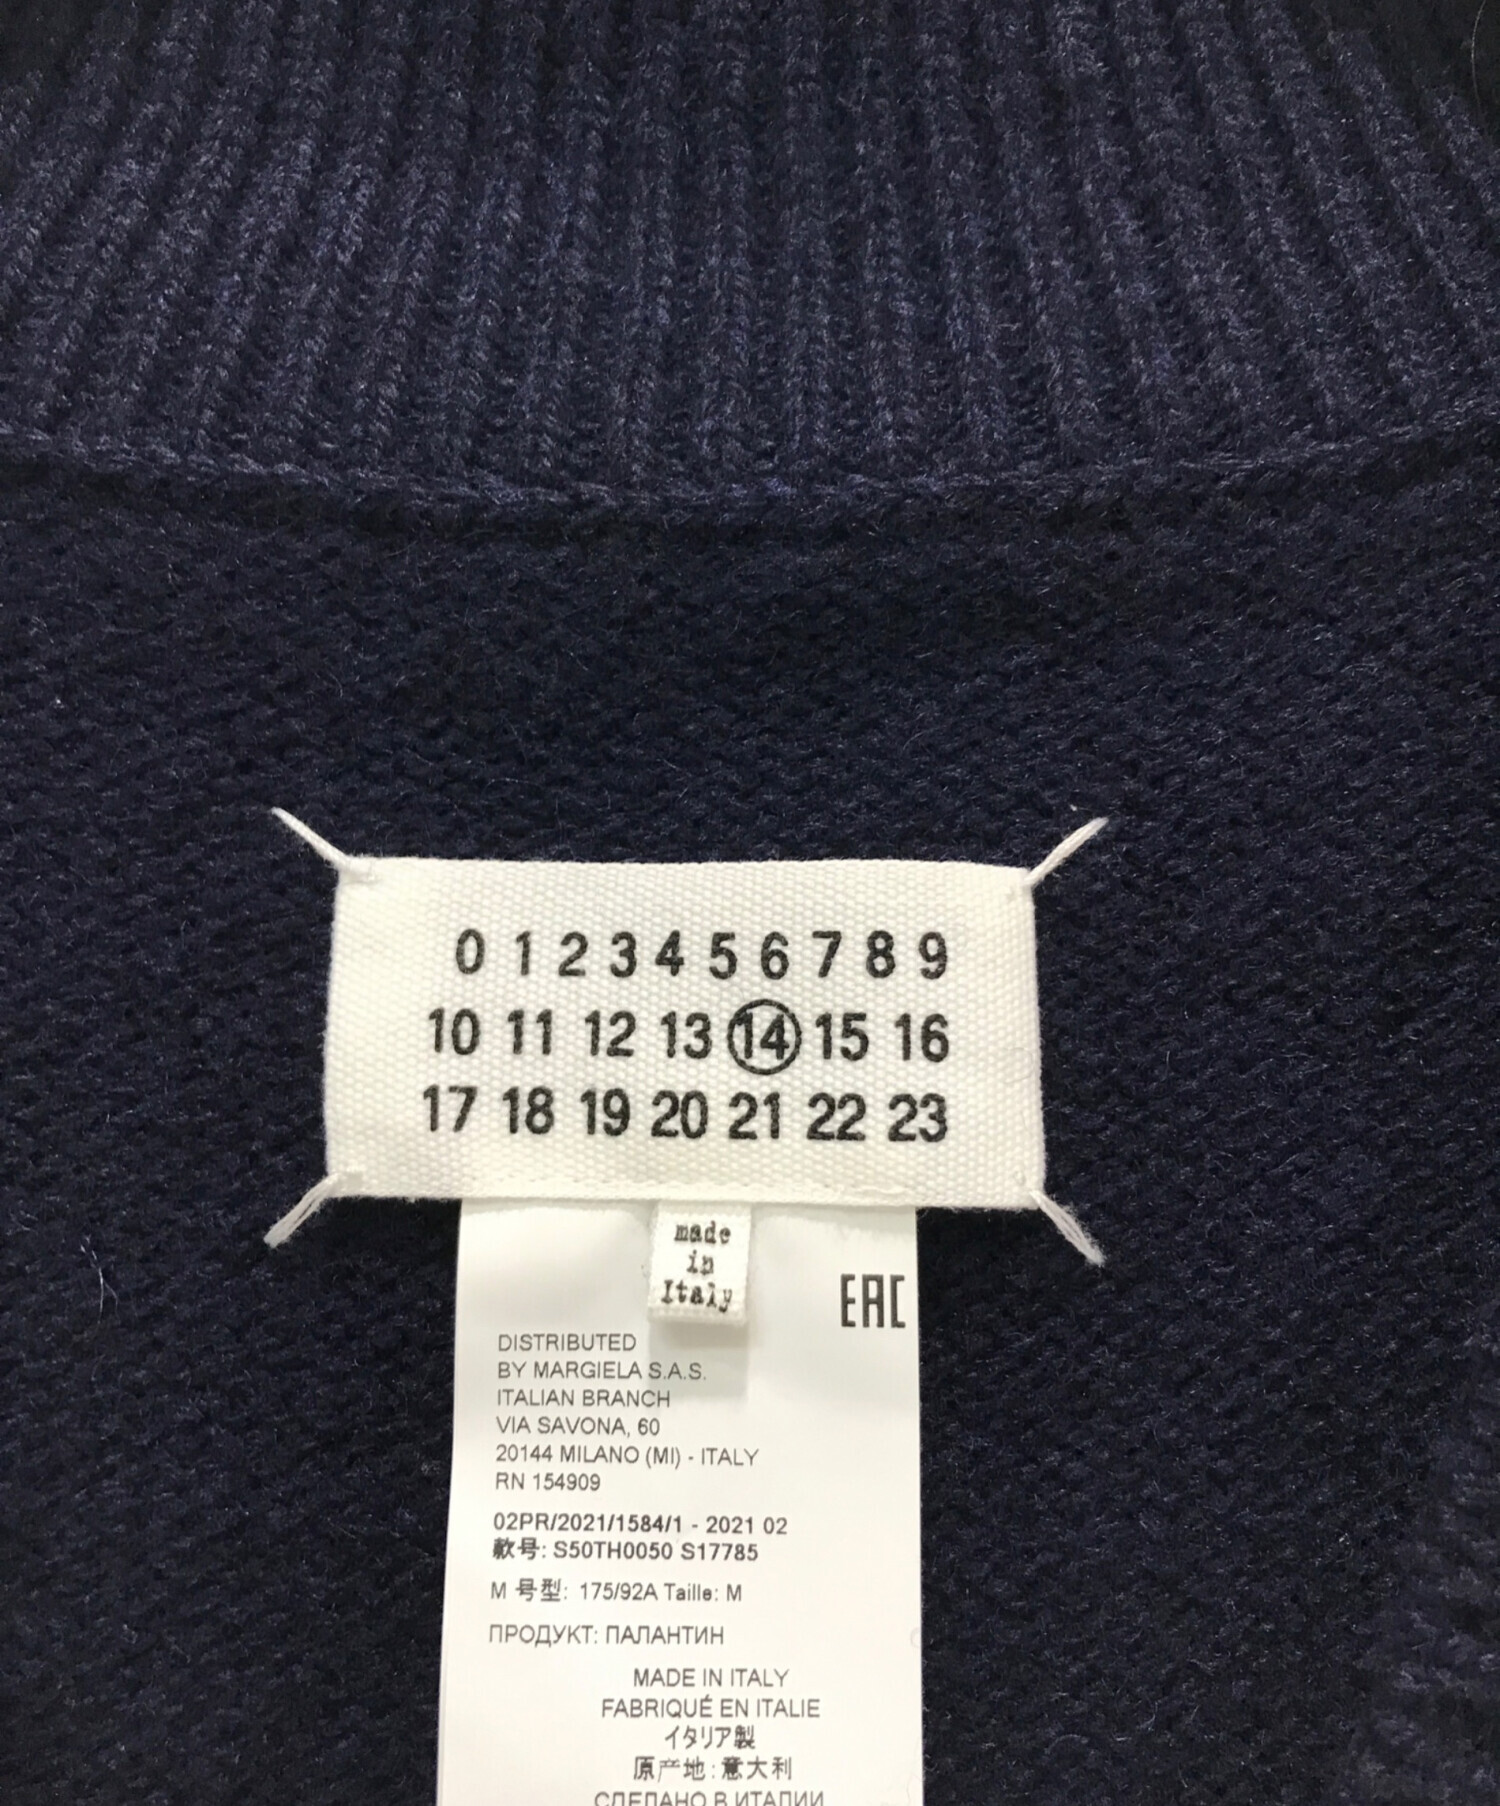 0 1 2 3 4 5 6 7 8 9
10 11 12 13 14 15 16
17 18 19 20 21 22 23
made
in
Italy
EAC
DISTRIBUTED
BY MARGIELA S.A.S.
ITALIAN BRANCH
VIA SAVONA, 60
20144 MILANO (MI) - ITALY
RN 154909
02PR/2021/1584/1 - 2021 02
款号: S50TH0050 S17785
M 号型: 175/92A Taille: M
ПРОДУКТ: ПАЛАНТИН
MADE IN ITALY
FABRIQUÉ EN ITALIE
イタリア製
原产地: 意大利
СДЕЛАНО В ИТАЛИИ